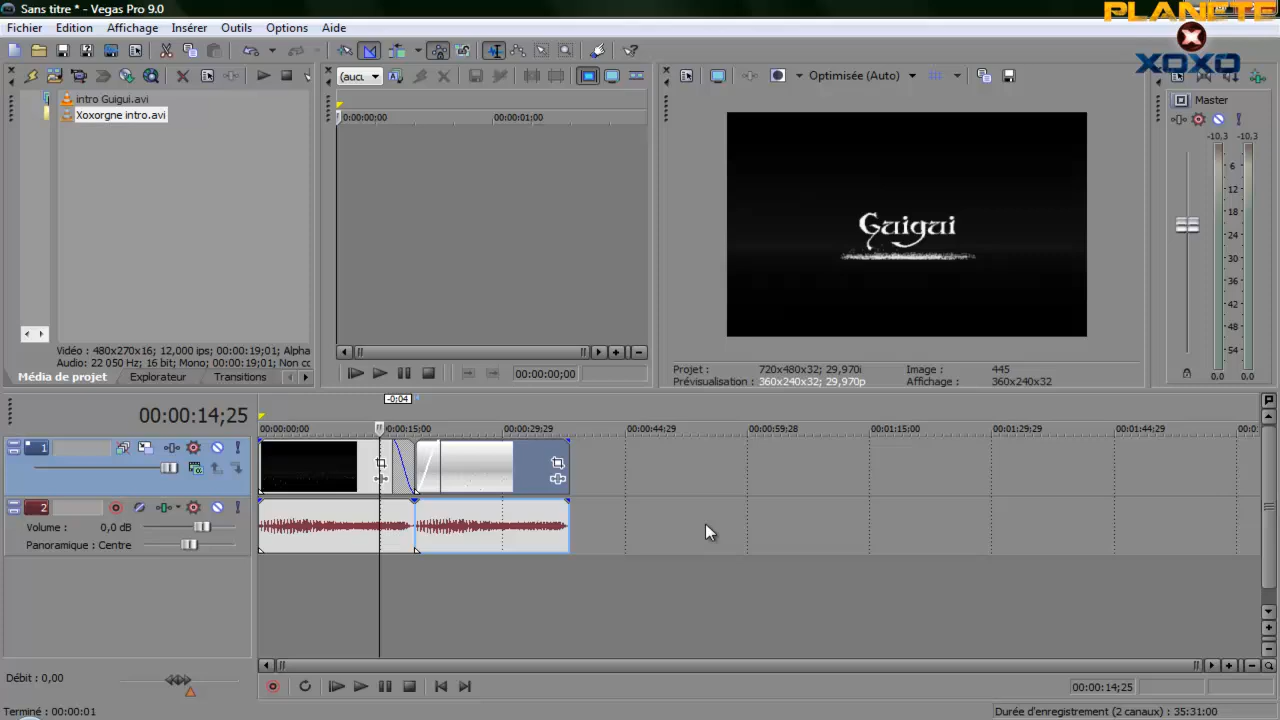 Sans titre * - Vegas Pro 9.0
PLANETE
XOXO
Fichier Edition Affichage Insérer Outils Options Aide
(aucu
Optimisée (Auto)
intro Guigui.avi
Xoxorgne intro.avi
0:00:00;00 00:00:01;00
Master
-10,3 -10,3
6
12
18
24
30
36
42
48
54
0,0 0,0
Guigui
Vidéo : 480x270x16; 12,000 ips; 00:00:19;01; Alpha
Audio: 22 050 Hz; 16 bit; Mono; 00:00:19;01; Non co
Média de projet Explorateur Transitions
00:00:00;00
Projet : 720x480x32; 29,970i Image : 445
Prévisualisation : 360x240x32; 29,970p Affichage : 360x240x32
-0;04
00:00:14;25
00:00:00;00 00:00:15;00 00:00:29;29 00:00:44;29 00:00:59;28 00:01:15;00 00:01:29;29 00:01:44;29 00:0
1
2
Volume : 0,0 dB
Panoramique : Centre
Débit : 0,00
00:00:14;25
Terminé : 00:00:01
Durée d'enregistrement (2 canaux) : 35:31:00